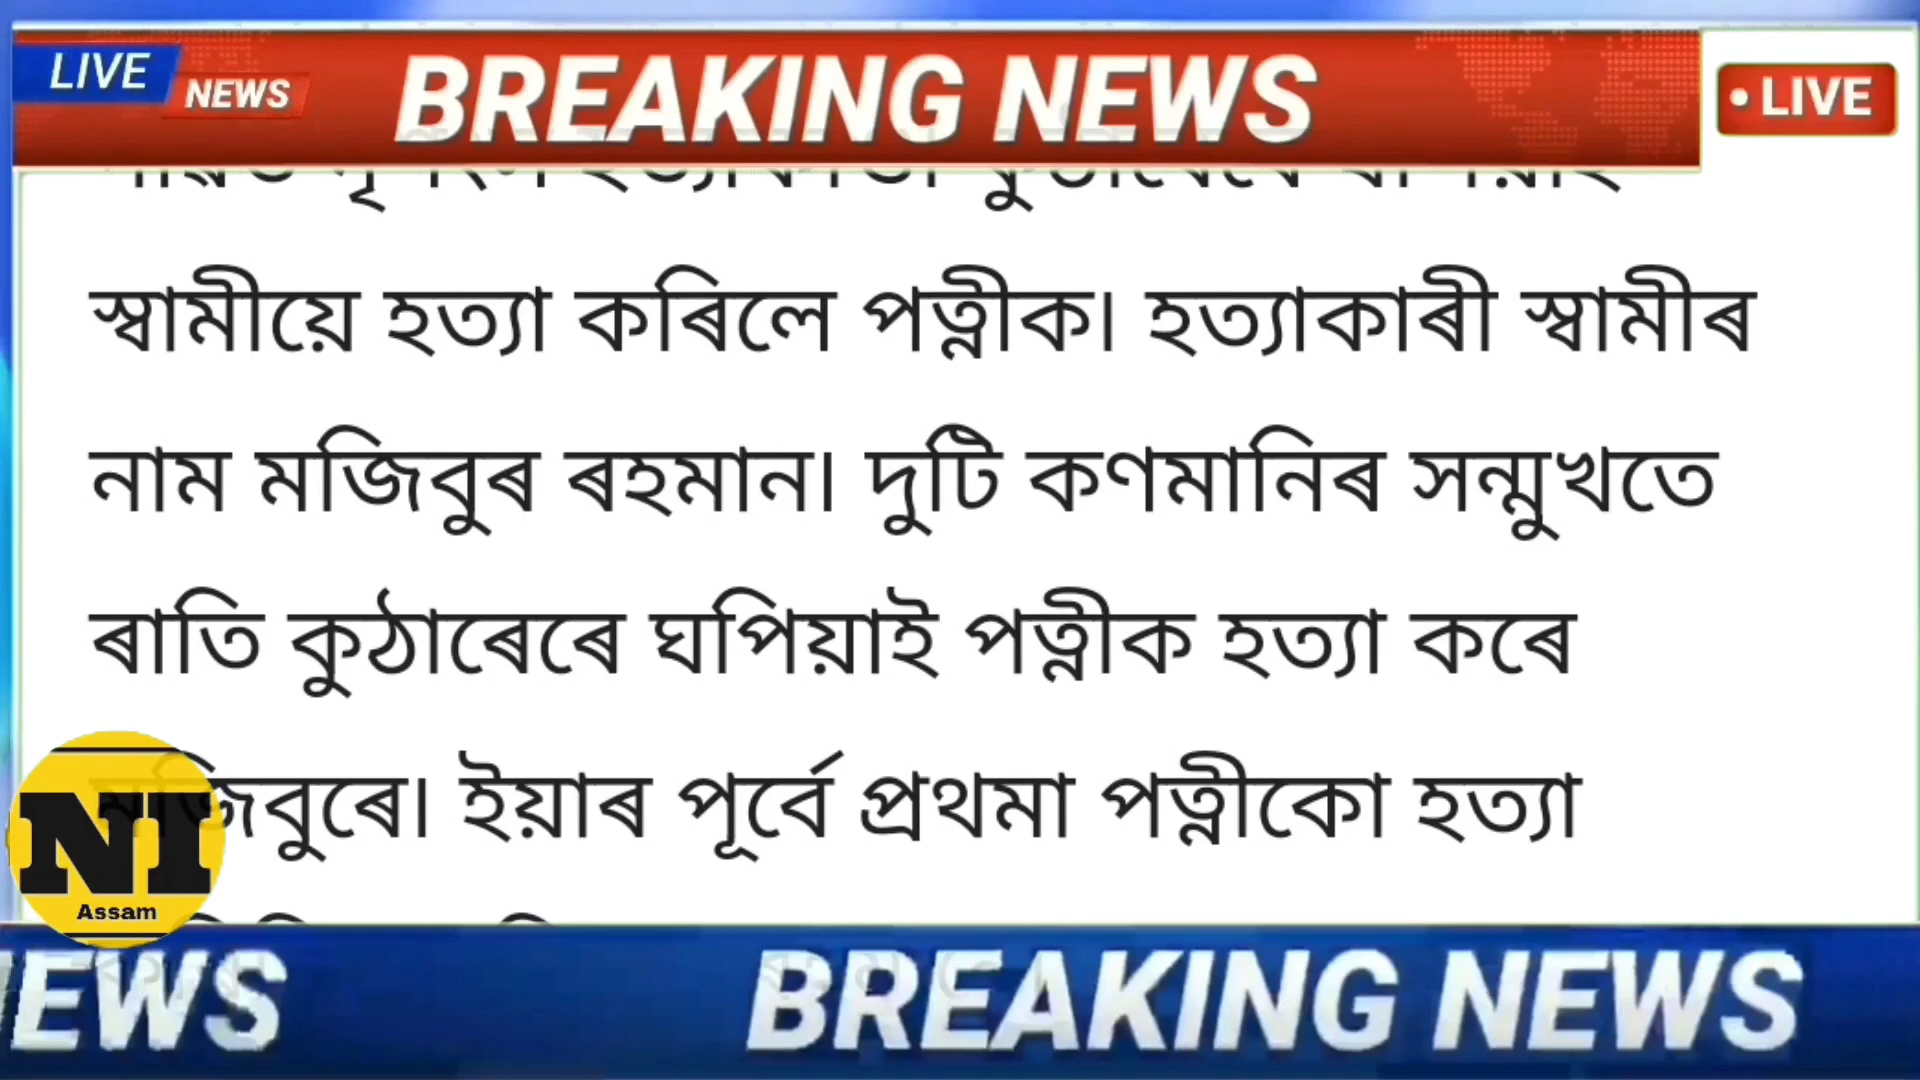 LIVE
NEWS
BREAKING NEWS
• LIVE
স্বামীয়ে হত্যা কৰিলে পত্নীক। হত্যাকাৰী স্বামীৰ
নাম মজিবুৰ ৰহমান। দুটি কণমানিৰ সন্মুখতে
ৰাতি কুঠাৰেৰে ঘপিয়াই পত্নীক হত্যা কৰে
মজিবুৰে। ইয়াৰ পূৰ্বে প্ৰথমা পত্নীকো হত্যা
NI
Assam
EWS
BREAKING NEWS